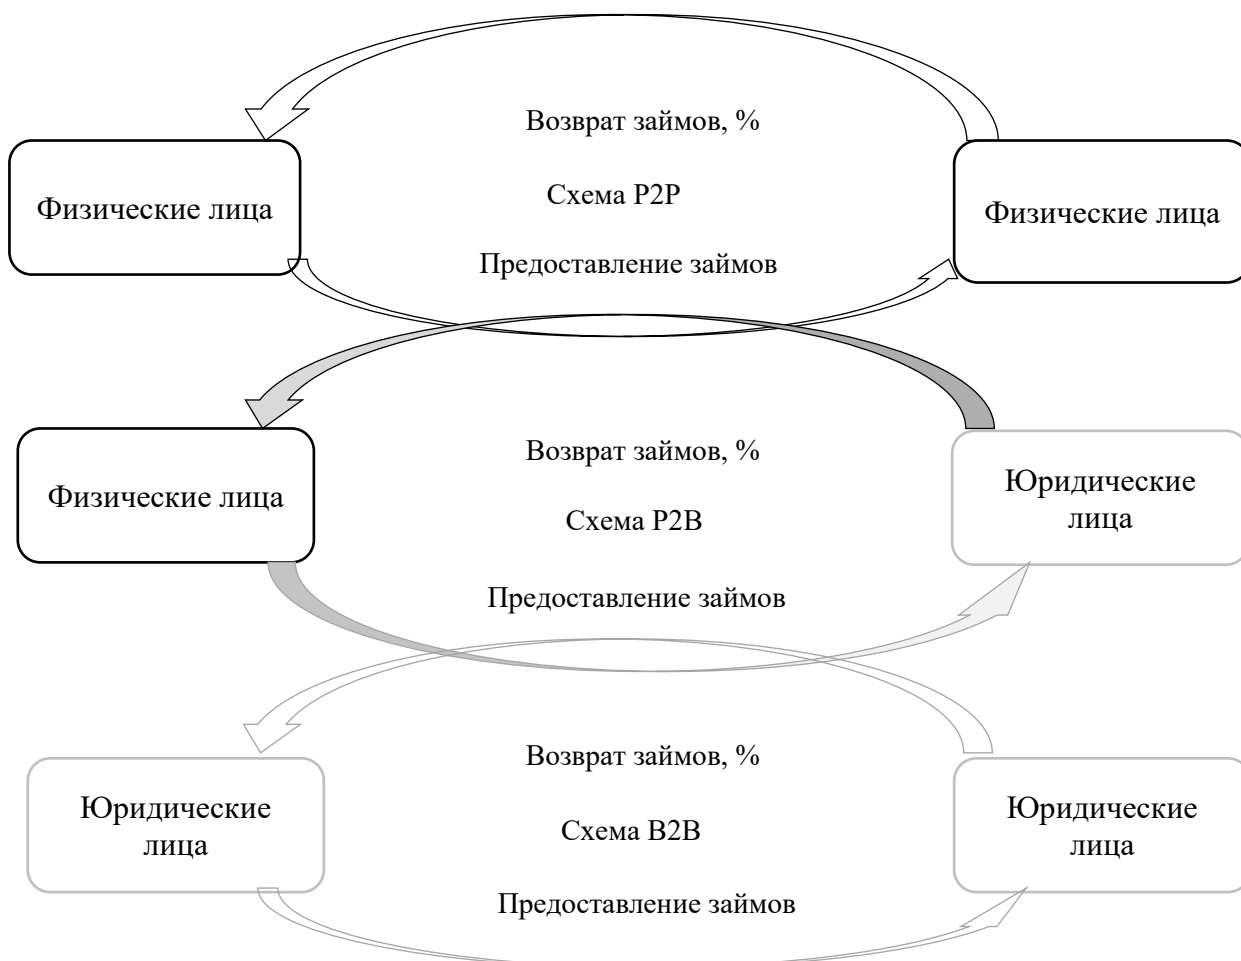 Возврат займов, %
Физические лица
Схема P2P
Физические лица
Предоставление займов
Возврат займов, %
Физические лица
Схема P2B
Юридические
лица
Предоставление займов
Возврат займов, %
Юридические
лица
Схема B2B
Юридические
лица
Предоставление займов